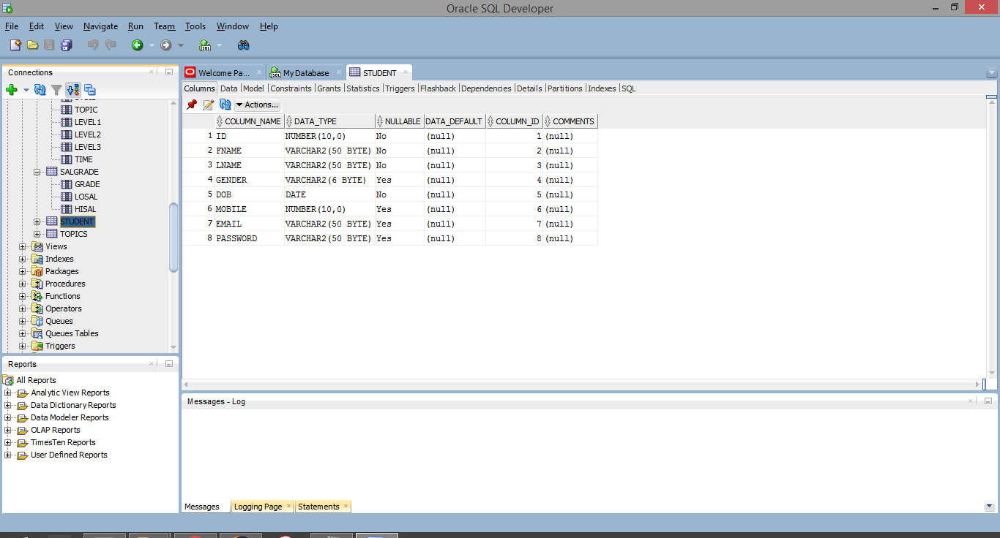 Oracle SQL Developer
File Edit View Navigate Run Team Tools Window Help
Connections
TOPIC
LEVEL1
LEVEL2
LEVEL3
TIME
SALGRADE
GRADE
LOSAL
HISAL
STUDENT
TOPICS
Views
Indexes
Packages
Procedures
Functions
Operators
Queues
Queues Tables
Triggers
Reports
All Reports
Analytic View Reports
Data Dictionary Reports
Data Modeler Reports
OLAP Reports
TimesTen Reports
User Defined Reports
Welcome Pa... My Database STUDENT
Columns Data Model Constraints Grants Statistics Triggers Flashback Dependencies Details Partitions Indexes SQL
Actions...
COLUMN_NAME DATA_TYPE NULLABLE DATA_DEFAULT COLUMN_ID COMMENTS
1 ID NUMBER(10,0) No (null) 1 (null)
2 FNAME VARCHAR2(50 BYTE) No (null) 2 (null)
3 LNAME VARCHAR2(50 BYTE) No (null) 3 (null)
4 GENDER VARCHAR2(6 BYTE) Yes (null) 4 (null)
5 DOB DATE No (null) 5 (null)
6 MOBILE NUMBER(10,0) Yes (null) 6 (null)
7 EMAIL VARCHAR2(50 BYTE) Yes (null) 7 (null)
8 PASSWORD VARCHAR2(50 BYTE) Yes (null) 8 (null)
Messages - Log
Messages Logging Page Statements